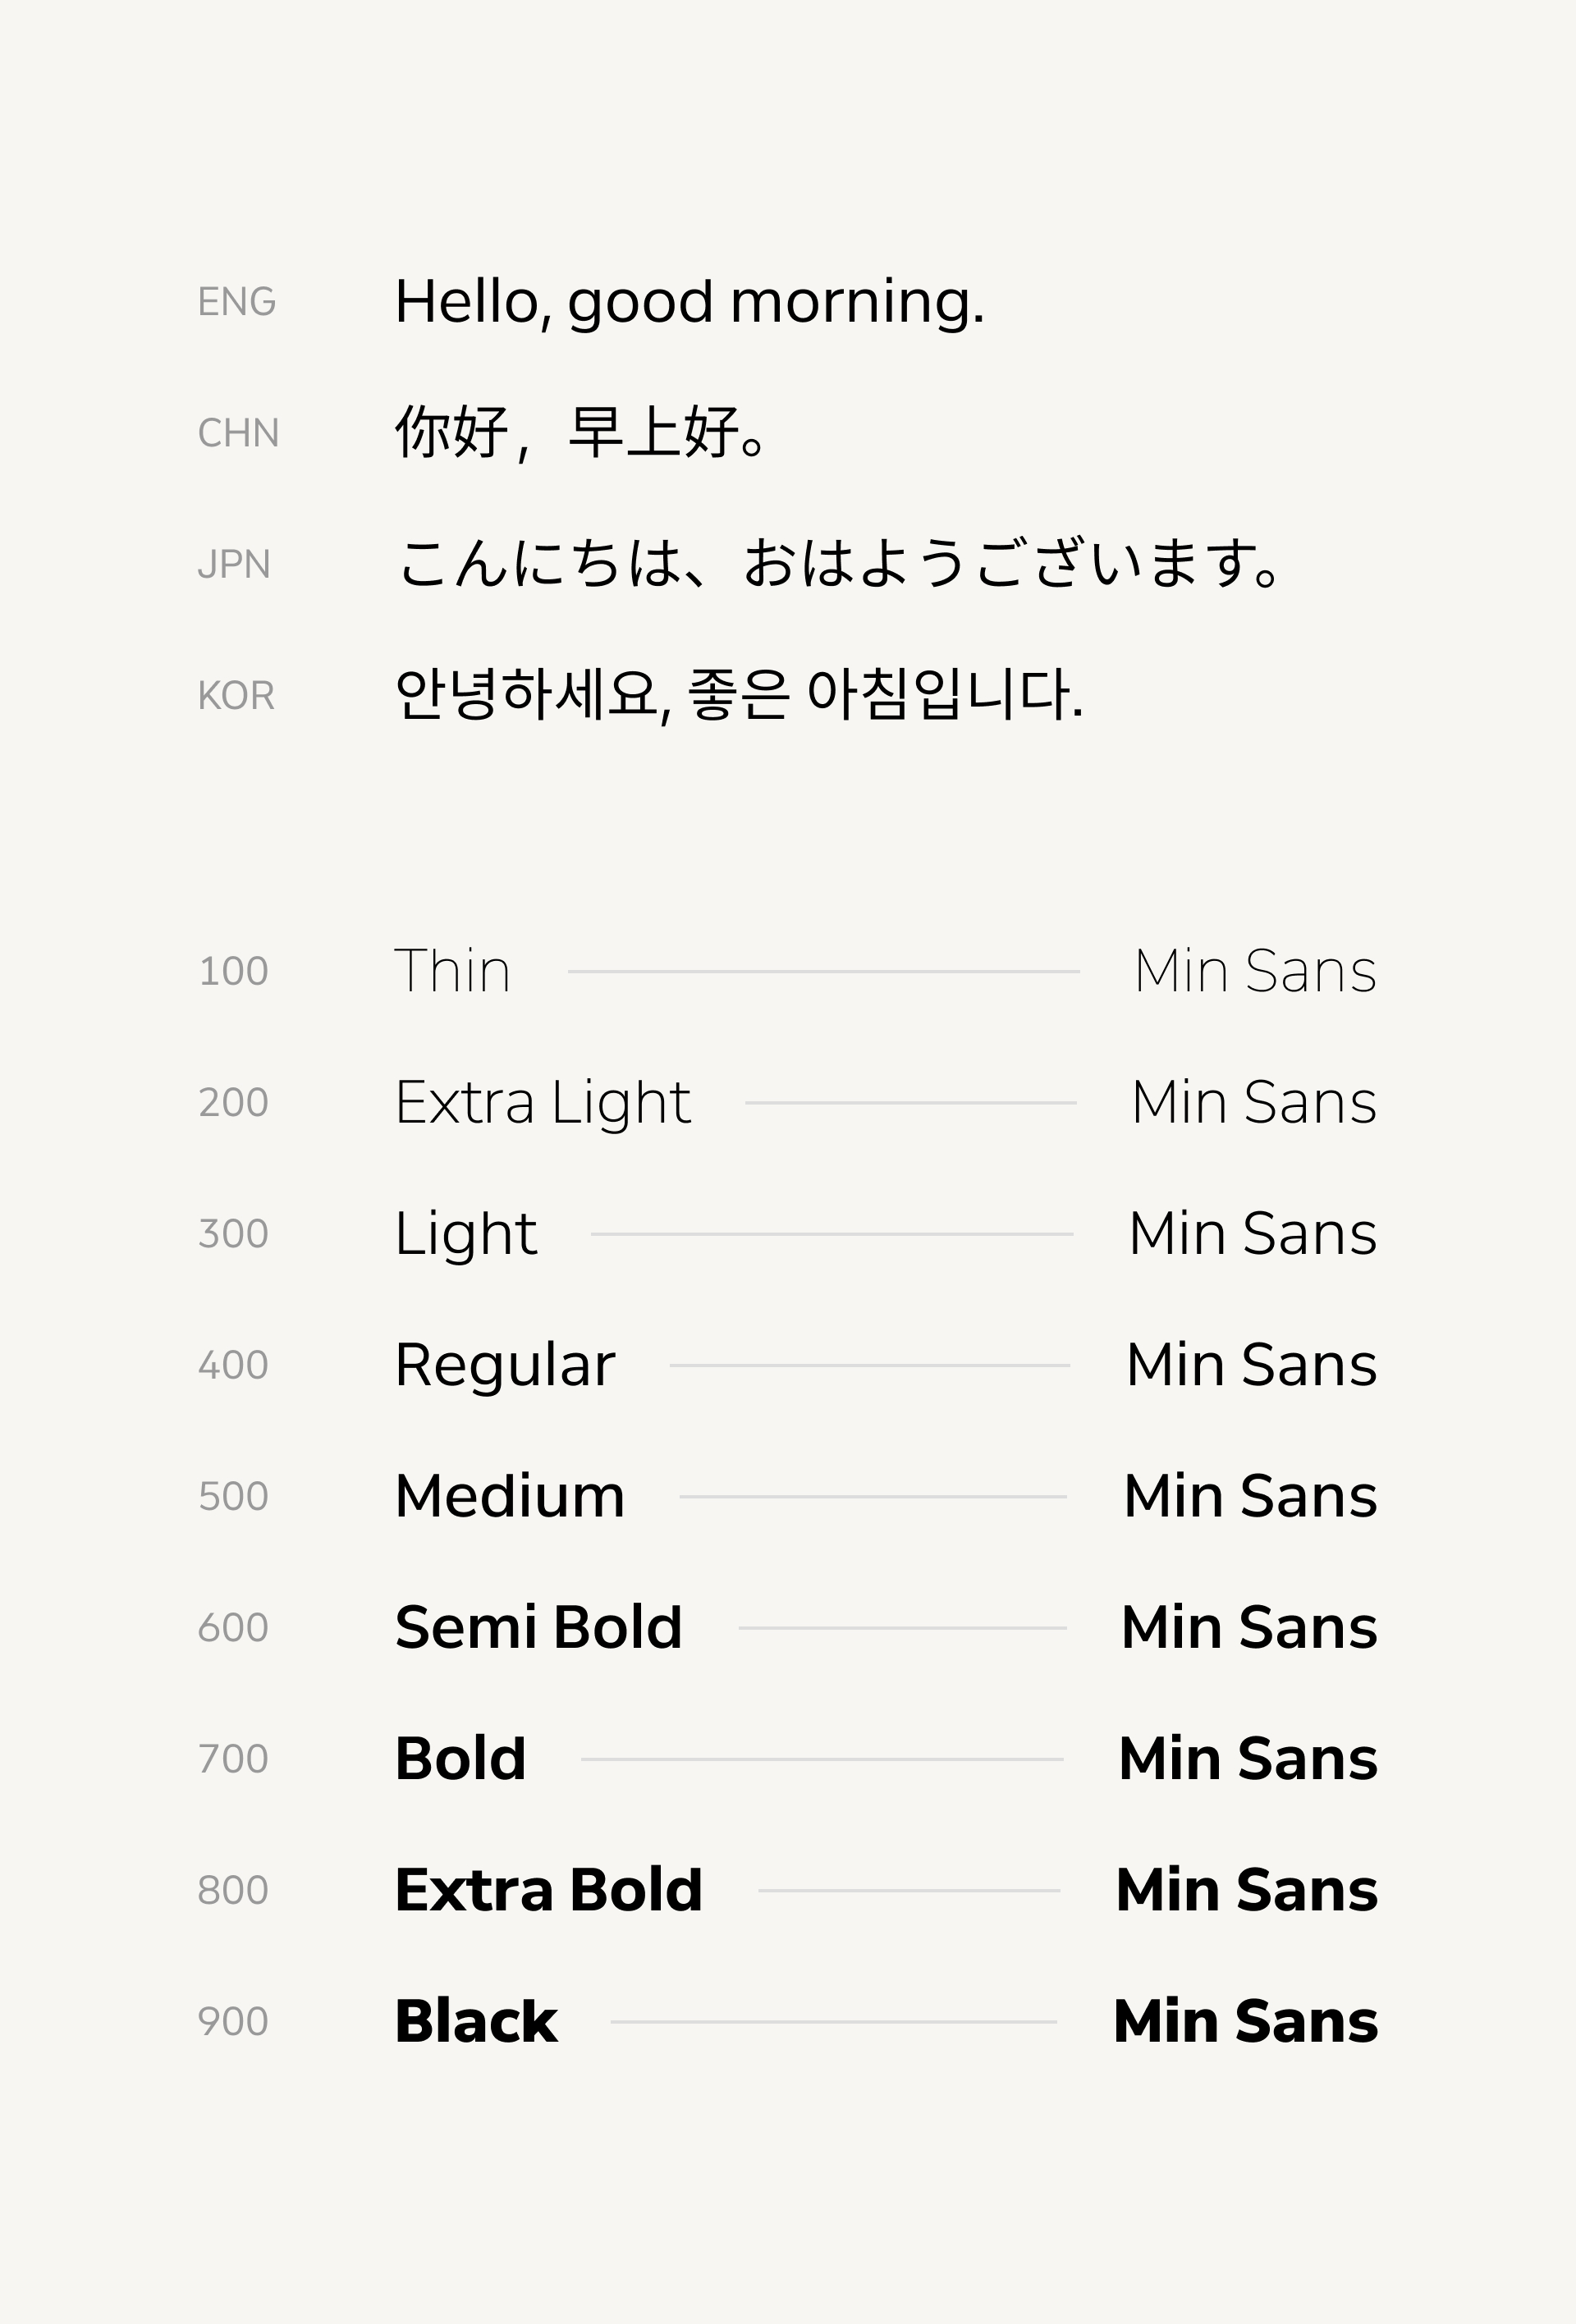 ENG Hello, good morning.
CHN 你好，早上好。
JPN こんにちは、おはようございます。
KOR 안녕하세요, 좋은 아침입니다.
100 Thin Min Sans
200 Extra Light Min Sans
300 Light Min Sans
400 Regular Min Sans
500 Medium Min Sans
600 Semi Bold Min Sans
700 Bold Min Sans
800 Extra Bold Min Sans
900 Black Min Sans